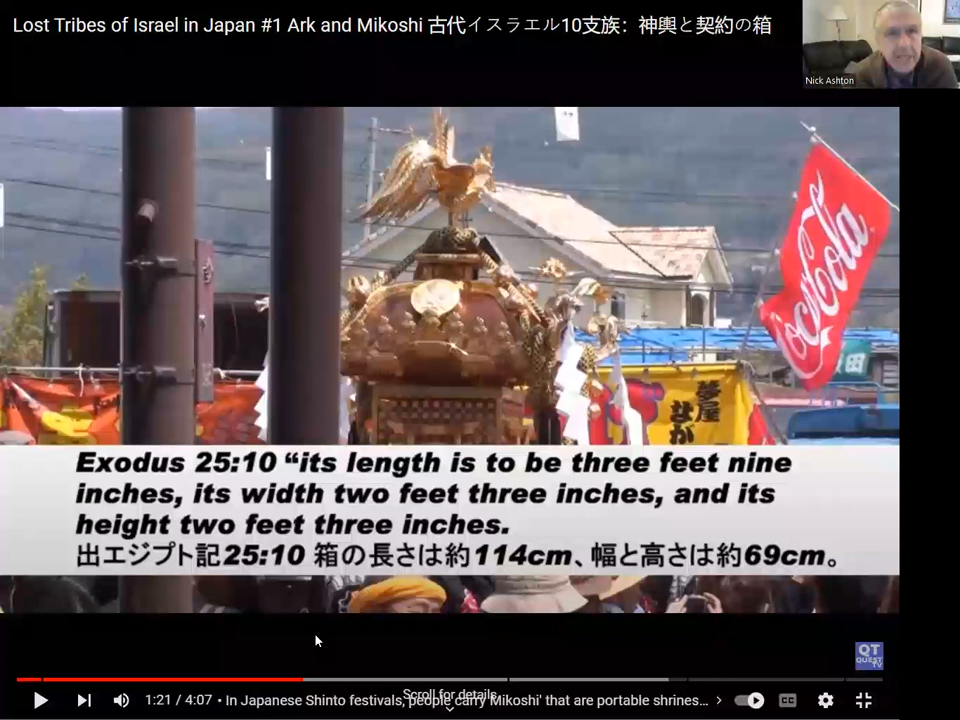 Lost Tribes of Israel in Japan #1 Ark and Mikoshi 古代イスラエル10支族：神輿と契約の箱
Nick Ashton
Coca-Cola
夢屋
Exodus 25:10 “its length is to be three feet nine
inches, its width two feet three inches, and its
height two feet three inches.
出エジプト記25:10 箱の長さは約114cm、幅と高さは約69cm。
QT
QUEST
TV
Scroll for details
1:21 / 4:07 • In Japanese Shinto festivals, people carry Mikoshi' that are portable shrines...
CC